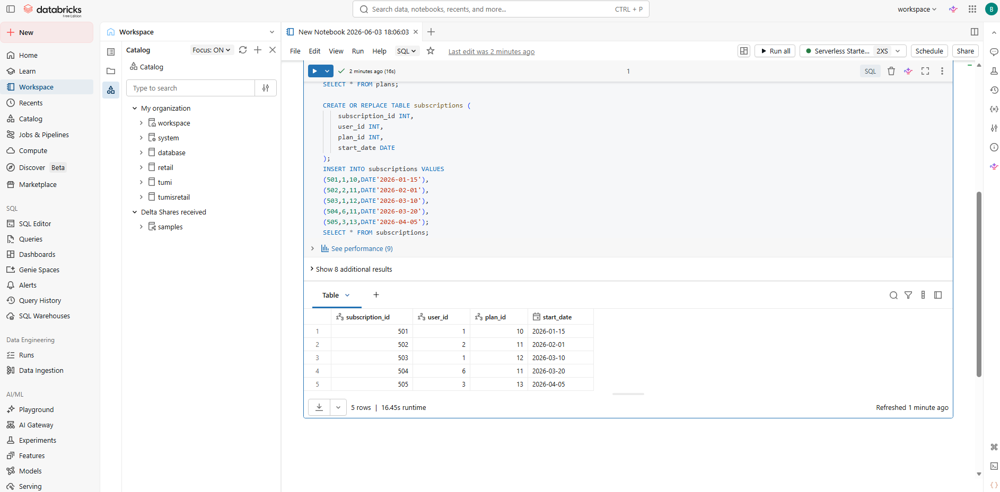 databricks
Free Edition
Search data, notebooks, recents, and more...
CTRL + P
workspace
B
New
Home
Learn
Workspace
Recents
Catalog
Jobs & Pipelines
Compute
Discover Beta
Marketplace
SQL
SQL Editor
Queries
Dashboards
Genie Spaces
Alerts
Query History
SQL Warehouses
Data Engineering
Runs
Data Ingestion
AI/ML
Playground
AI Gateway
Experiments
Features
Models
Serving
Workspace
Catalog
Focus: ON
Catalog
Type to search
My organization
workspace
system
database
retail
tumi
tumisretail
Delta Shares received
samples
New Notebook 2026-06-03 18:06:03
File Edit View Run Help SQL Last edit was 2 minutes ago
Run all Serverless Starte... 2XS Schedule Share
2 minutes ago (16s) 1 SQL
SELECT * FROM plans;
CREATE OR REPLACE TABLE subscriptions (
subscription_id INT,
user_id INT,
plan_id INT,
start_date DATE
);
INSERT INTO subscriptions VALUES
(501,1,10,DATE'2026-01-15'),
(502,2,11,DATE'2026-02-01'),
(503,1,12,DATE'2026-03-10'),
(504,6,11,DATE'2026-03-20'),
(505,3,13,DATE'2026-04-05');
SELECT * FROM subscriptions;
See performance (9)
Show 8 additional results
Table
subscription_id user_id plan_id start_date
1 501 1 10 2026-01-15
2 502 2 11 2026-02-01
3 503 1 12 2026-03-10
4 504 6 11 2026-03-20
5 505 3 13 2026-04-05
5 rows | 16.45s runtime
Refreshed 1 minute ago